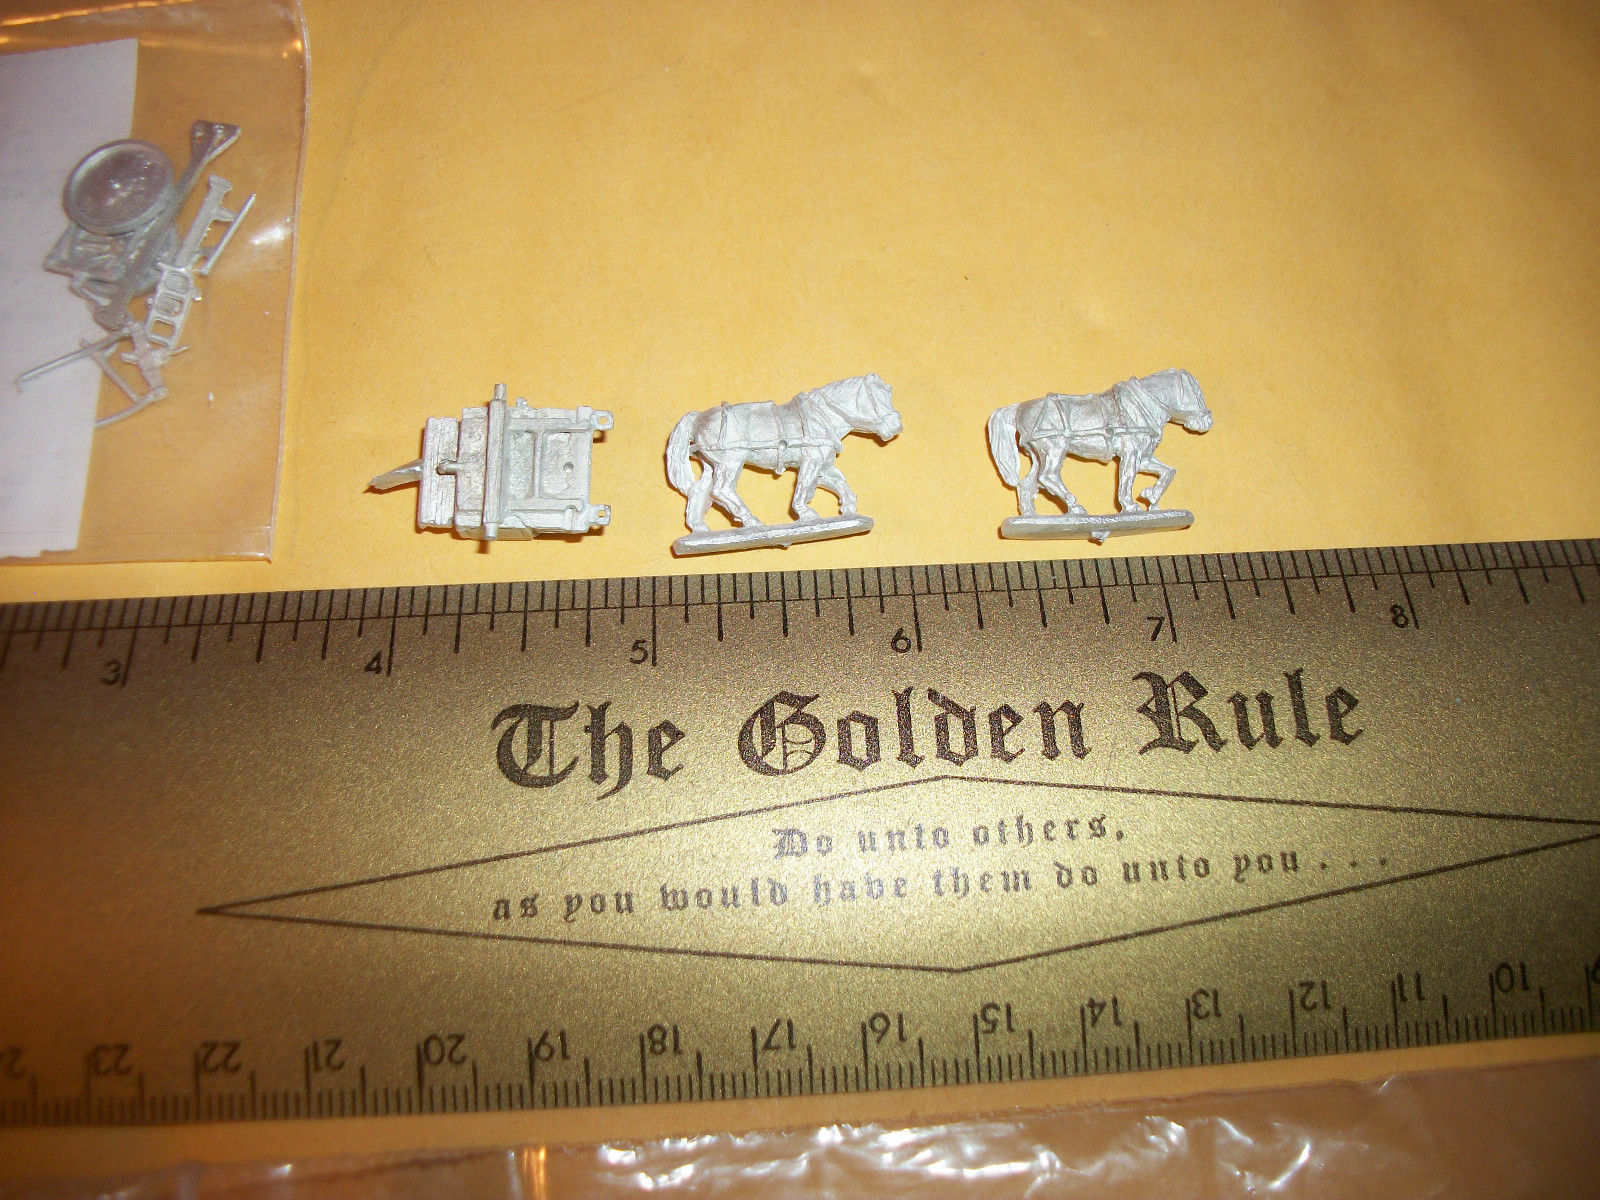 3 4 5 6 7 8
The Golden Rule
Do unto others,
as you would have them do unto you . . .
23 22 21 20 19 18 17 16 15 14 13 12 11 10